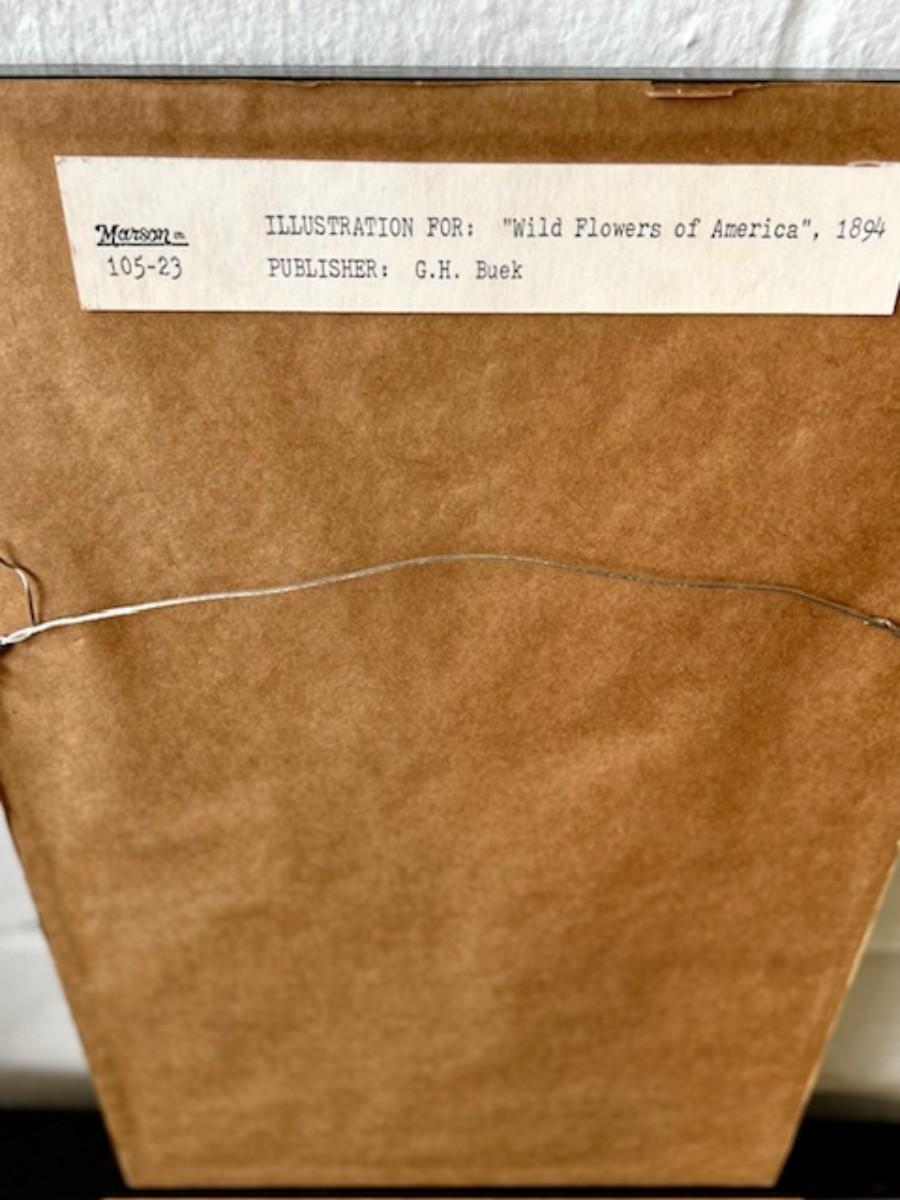 Marson
ILLUSTRATION FOR: "Wild Flowers of America", 1894
105-23
PUBLISHER: G.H. Buek